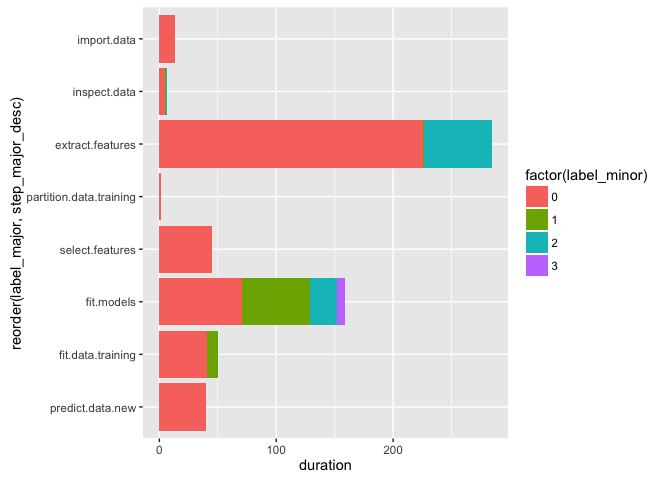 reorder(label_major, step_major_desc)
import.data
inspect.data
extract.features
partition.data.training
select.features
fit.models
fit.data.training
predict.data.new
0
100
200
duration
factor(label_minor)
0
1
2
3